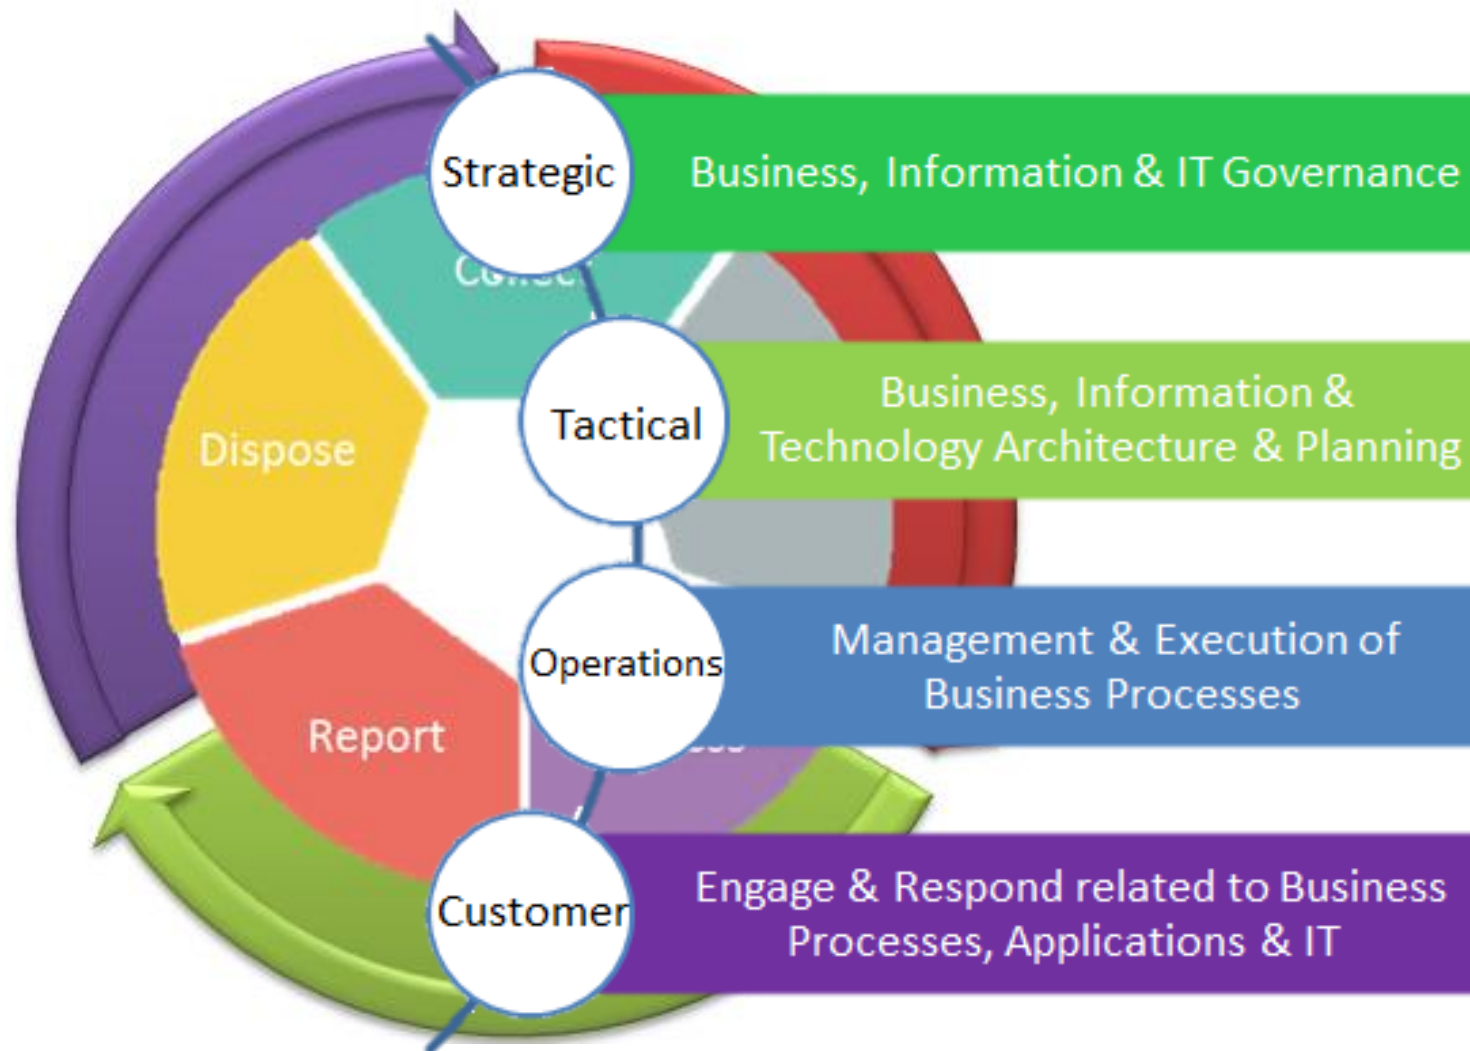 Strategic
Business, Information & IT Governance
Tactical
Business, Information &
Technology Architecture & Planning
Dispose
Operations
Management & Execution of
Business Processes
Report
Customer
Engage & Respond related to Business
Processes, Applications & IT